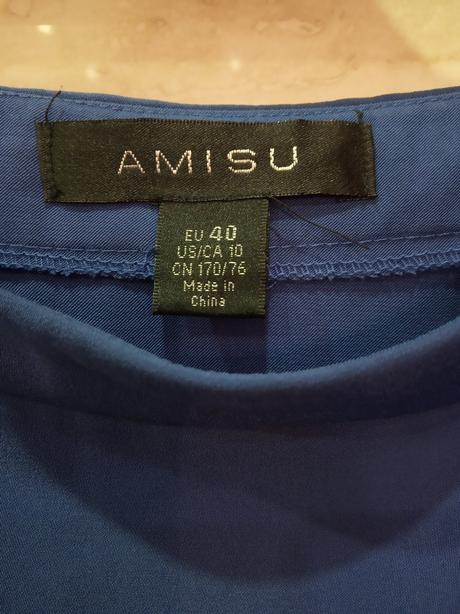 AMISU
EU 40
US/CA 10
CN 170/76
Made in
China